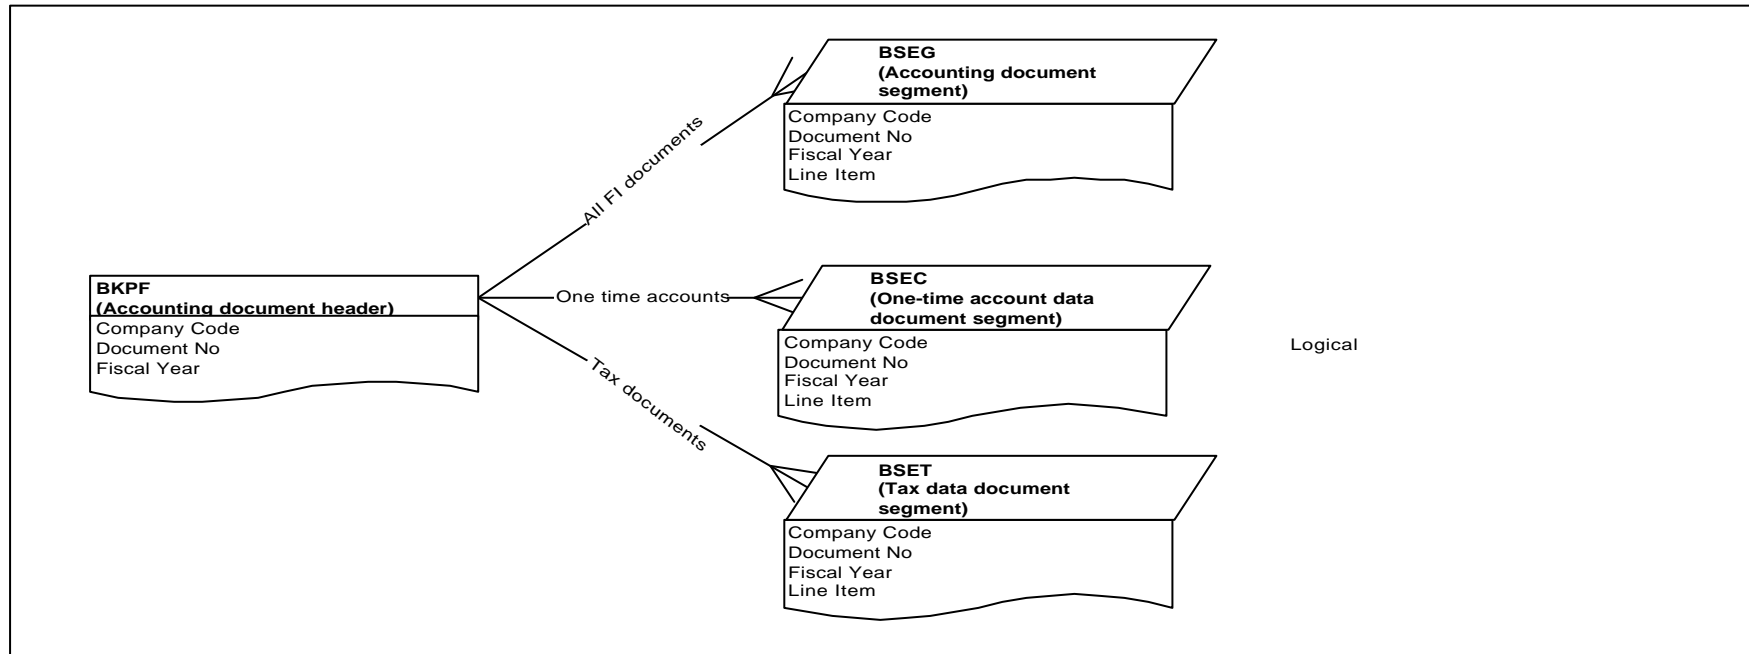 BSEG
(Accounting document
segment)
Company Code
Document No
Fiscal Year
Line Item
All FI documents
BKPF
(Accounting document header)
Company Code
Document No
Fiscal Year
One time accounts
BSEC
(One-time account data
document segment)
Company Code
Document No
Fiscal Year
Line Item
Logical
Tax documents
BSET
(Tax data document
segment)
Company Code
Document No
Fiscal Year
Line Item